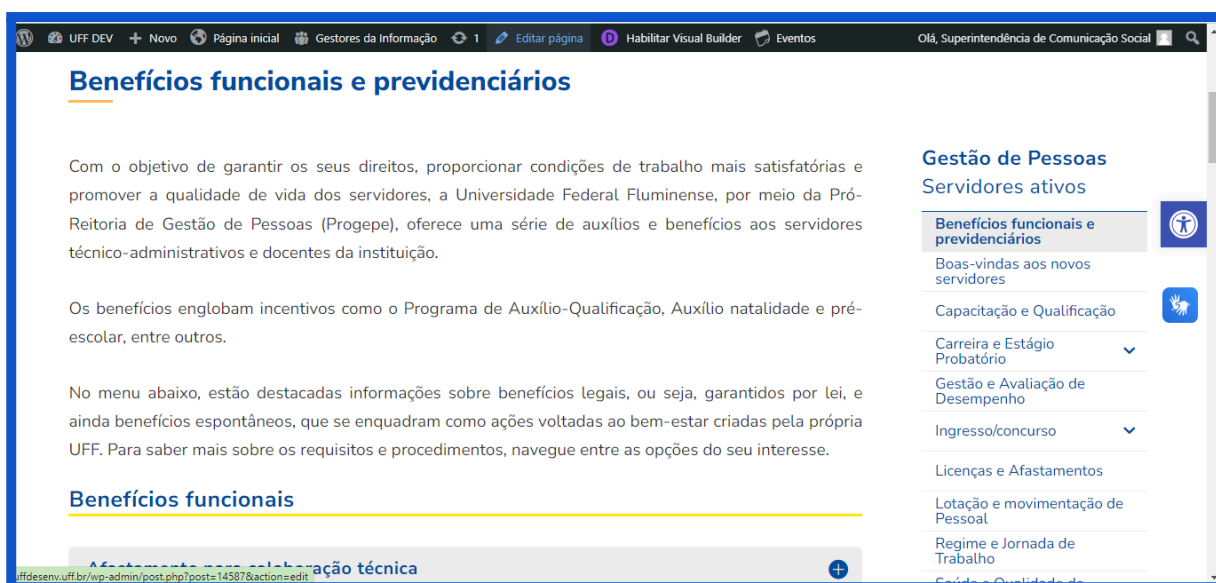 UFF DEV + Novo Página inicial Gestores da Informação 1 Editar página D Habilitar Visual Builder Eventos Olá, Superintendência de Comunicação Social
Benefícios funcionais e previdenciários
Com o objetivo de garantir os seus direitos, proporcionar condições de trabalho mais satisfatórias e
promover a qualidade de vida dos servidores, a Universidade Federal Fluminense, por meio da Pró-
Reitoria de Gestão de Pessoas (Progepe), oferece uma série de auxílios e benefícios aos servidores
técnico-administrativos e docentes da instituição.
Os benefícios englobam incentivos como o Programa de Auxílio-Qualificação, Auxílio natalidade e pré-
escolar, entre outros.
No menu abaixo, estão destacadas informações sobre benefícios legais, ou seja, garantidos por lei, e
ainda benefícios espontâneos, que se enquadram como ações voltadas ao bem-estar criadas pela própria
UFF. Para saber mais sobre os requisitos e procedimentos, navegue entre as opções do seu interesse.
Benefícios funcionais
Afastamento para colaboração técnica
Gestão de Pessoas
Servidores ativos
Benefícios funcionais e
previdenciários
Boas-vindas aos novos
servidores
Capacitação e Qualificação
Carreira e Estágio
Probatório
Gestão e Avaliação de
Desempenho
Ingresso/concurso
Licenças e Afastamentos
Lotação e movimentação de
Pessoal
Regime e Jornada de
Trabalho
Saúde e Qualidade de
uffdesenv.uff.br/wp-admin/post.php?post=14587&action=edit